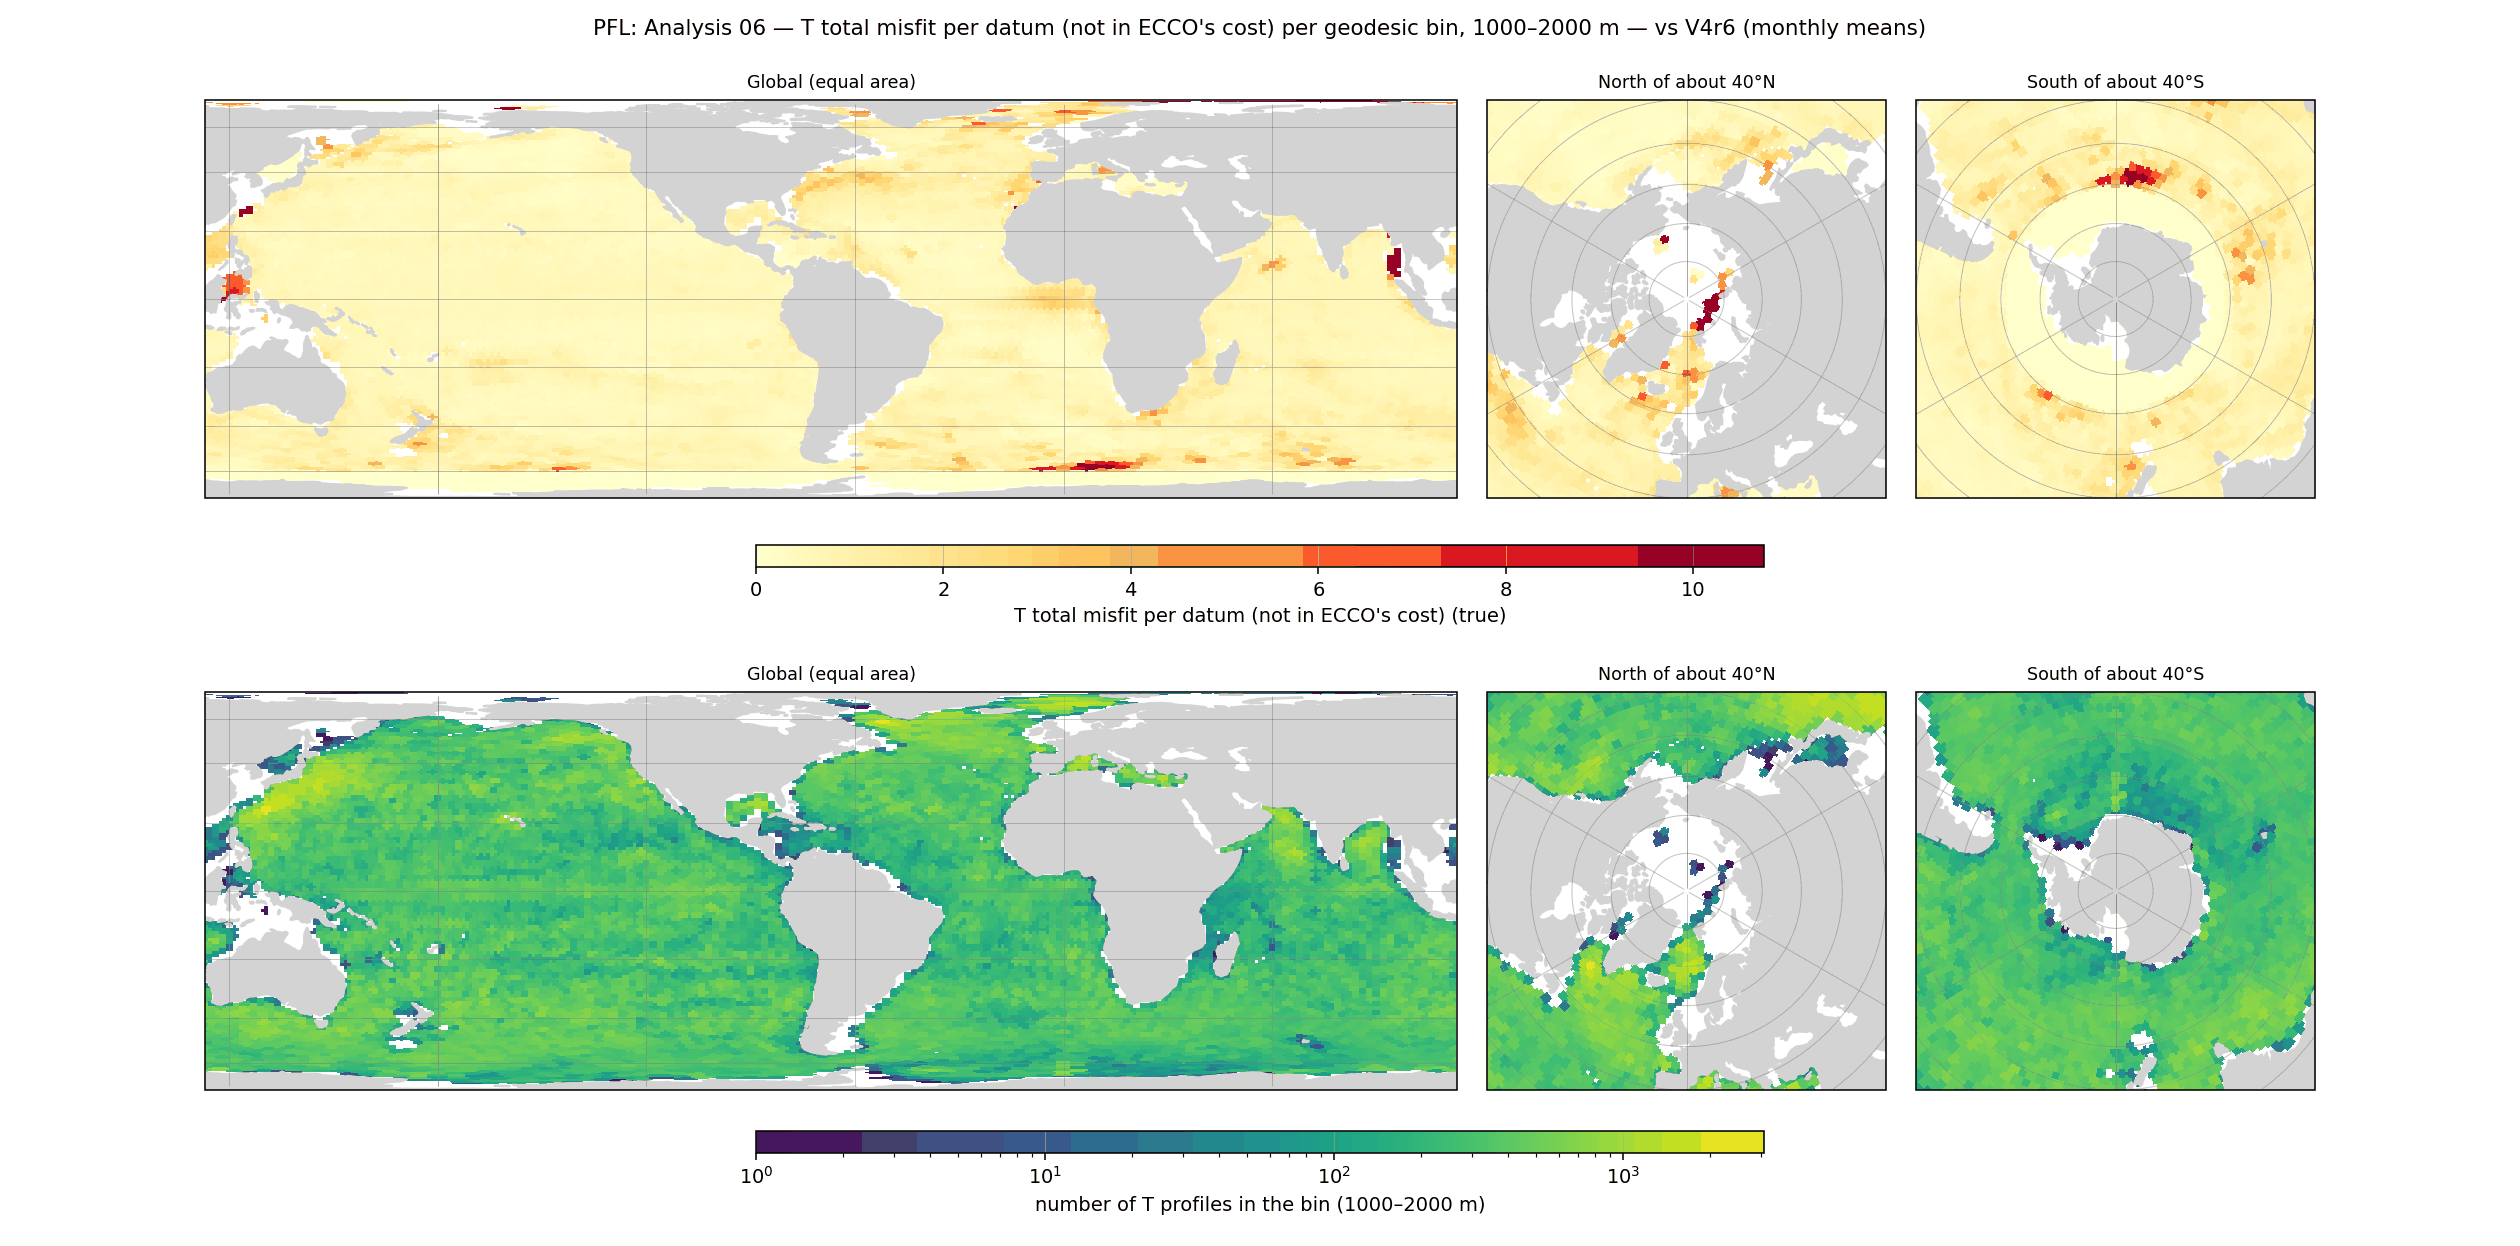 PFL: Analysis 06 — T total misfit per datum (not in ECCO's cost) per geodesic bin, 1000–2000 m — vs V4r6 (monthly means)
Global (equal area)
North of about 40°N
South of about 40°S
0 2 4 6 8 10
T total misfit per datum (not in ECCO's cost) (true)
Global (equal area)
North of about 40°N
South of about 40°S
10⁰ 10¹ 10² 10³
number of T profiles in the bin (1000–2000 m)